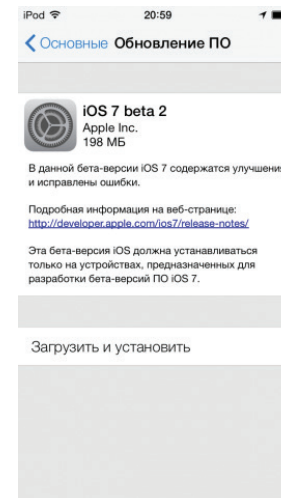 iPod 20:59
Основные Обновление ПО
iOS 7 beta 2
Apple Inc.
198 МБ
В данной бета-версии iOS 7 содержатся улучшения
и исправлены ошибки.
Подробная информация на веб-странице:
http://developer.apple.com/ios7/release-notes/
Эта бета-версия iOS должна устанавливаться
только на устройствах, предназначенных для
разработки бета-версий ПО iOS 7.
Загрузить и установить